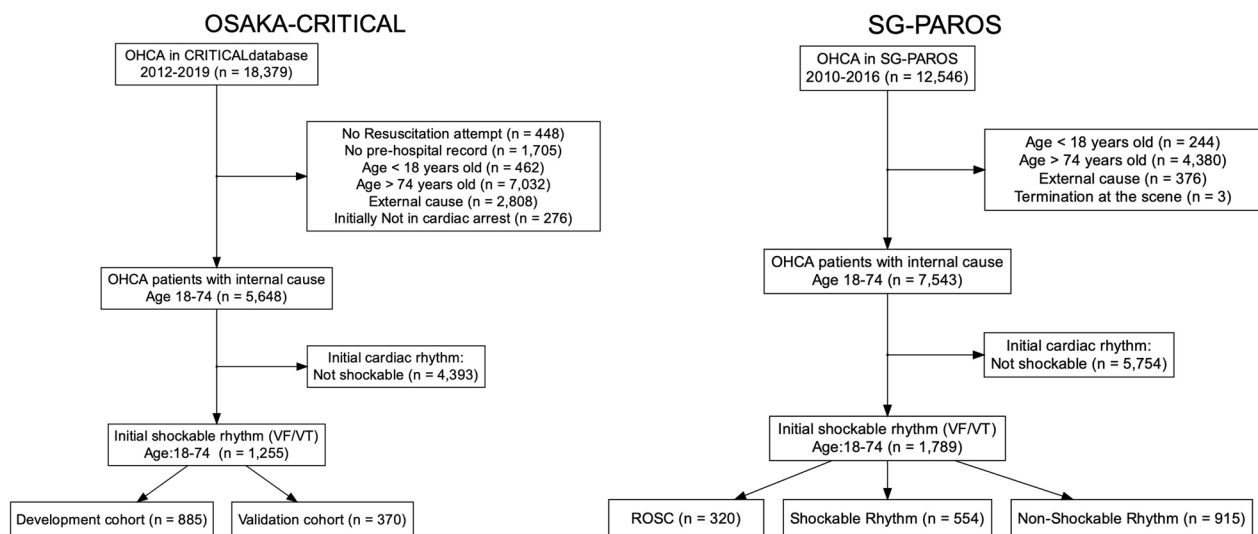 OSAKA-CRITICAL
OHCA in CRITICALdatabase
2012-2019 (n = 18,379)
No Resuscitation attempt (n = 448)
No pre-hospital record (n = 1,705)
Age < 18 years old (n = 462)
Age > 74 years old (n = 7,032)
External cause (n = 2,808)
Initially Not in cardiac arrest (n = 276)
OHCA patients with internal cause
Age 18-74 (n = 5,648)
Initial cardiac rhythm:
Not shockable (n = 4,393)
Initial shockable rhythm (VF/VT)
Age:18-74 (n = 1,255)
Development cohort (n = 885)
Validation cohort (n = 370)
SG-PAROS
OHCA in SG-PAROS
2010-2016 (n = 12,546)
Age < 18 years old (n = 244)
Age > 74 years old (n = 4,380)
External cause (n = 376)
Termination at the scene (n = 3)
OHCA patients with internal cause
Age 18-74 (n = 7,543)
Initial cardiac rhythm:
Not shockable (n = 5,754)
Initial shockable rhythm (VF/VT)
Age:18-74 (n = 1,789)
ROSC (n = 320)
Shockable Rhythm (n = 554)
Non-Shockable Rhythm (n = 915)